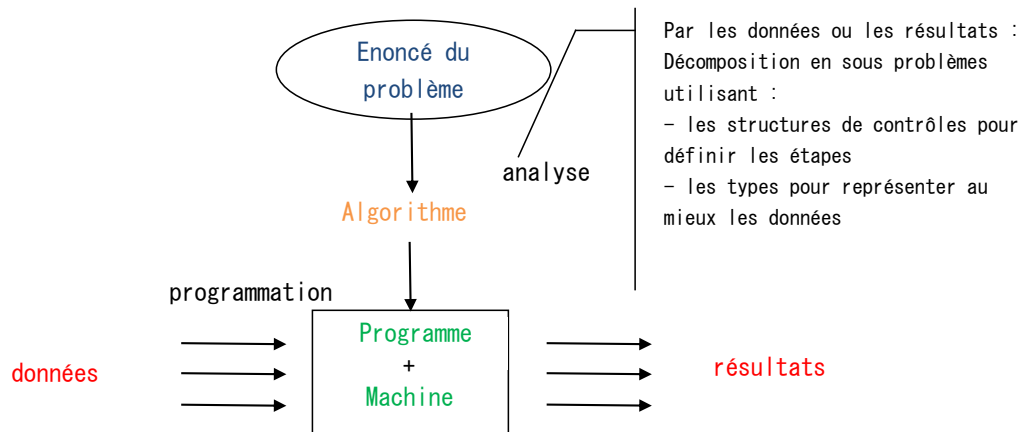 Enoncé du
problème
Par les données ou les résultats :
Décomposition en sous problèmes
utilisant :
- les structures de contrôles pour
définir les étapes
- les types pour représenter au
mieux les données
analyse
Algorithme
programmation
Programme
+
Machine
données
résultats